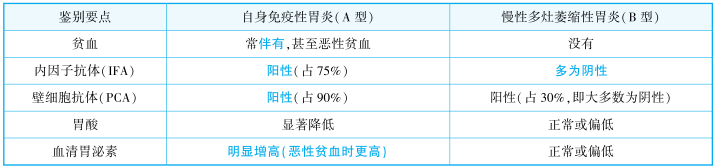 鉴别要点 自身免疫性胃炎(A 型) 慢性多灶萎缩性胃炎(B 型)
贫血 常伴有,甚至恶性贫血 没有
内因子抗体(IFA) 阳性(占 75%) 多为阴性
壁细胞抗体(PCA) 阳性(占 90%) 阳性(占 30%,即大多数为阴性)
胃酸 显著降低 正常或偏低
血清胃泌素 明显增高(恶性贫血时更高) 正常或偏低